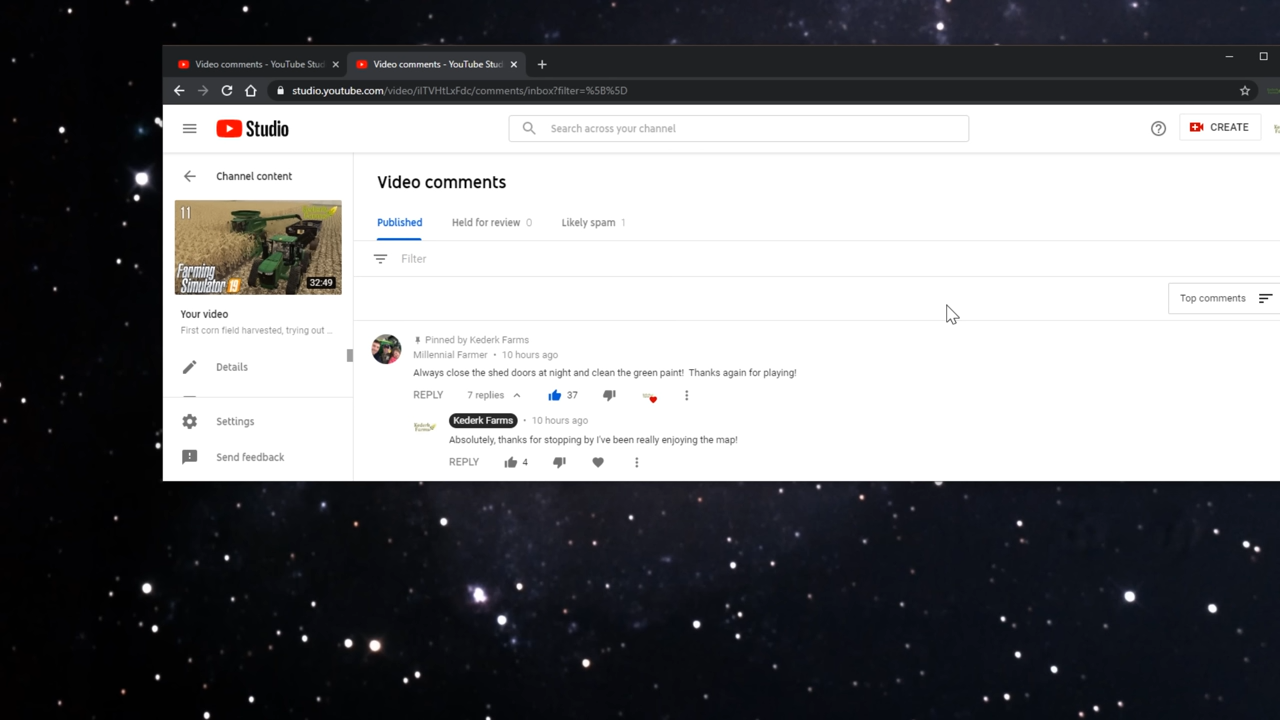 Video comments - YouTube Stud
Video comments - YouTube Stud
studio.youtube.com/video/iITVHtLxFdc/comments/inbox?filter=%5B%5D
Studio
Search across your channel
CREATE
Channel content
Video comments
11
Farming
Simulator 19
32:49
Published
Held for review 0
Likely spam 1
Filter
Your video
First corn field harvested, trying out ...
Top comments
Details
Settings
Send feedback
Pinned by Kederk Farms
Millennial Farmer • 10 hours ago
Always close the shed doors at night and clean the green paint! Thanks again for playing!
REPLY 7 replies 37
Kederk Farms • 10 hours ago
Absolutely, thanks for stopping by I've been really enjoying the map!
REPLY 4